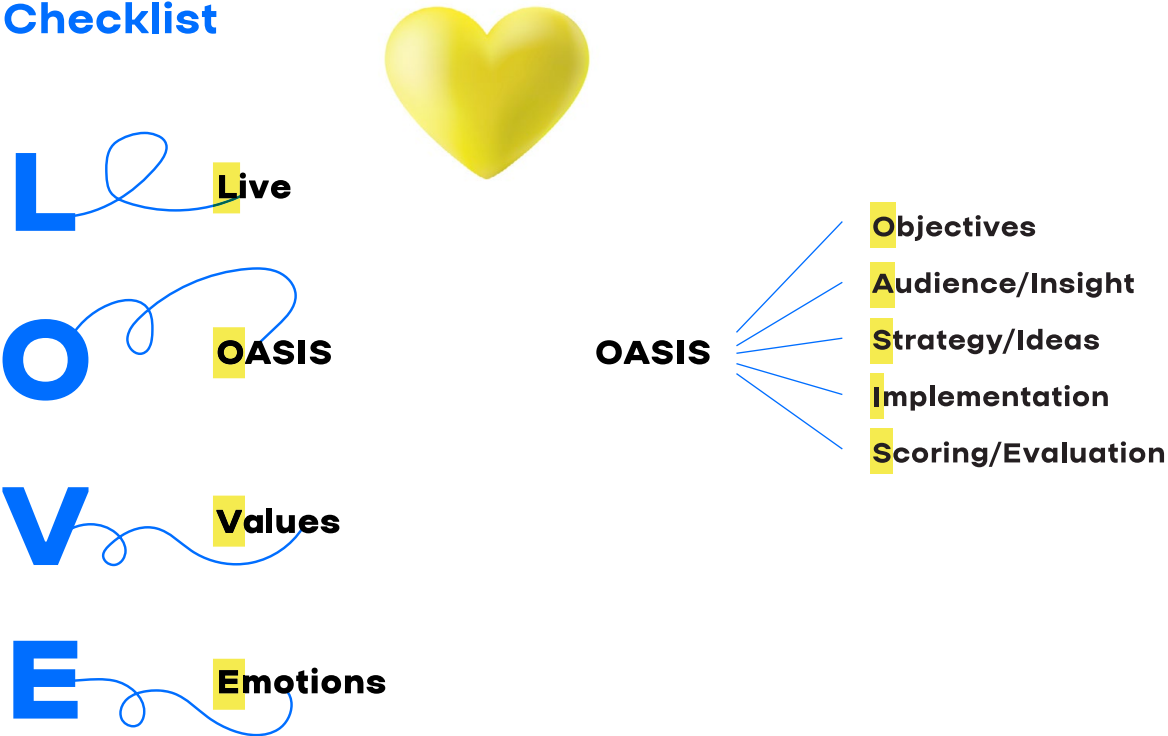 Checklist
L
Live
O
OASIS
V
Values
E
Emotions
OASIS
Objectives
Audience/Insight
Strategy/Ideas
Implementation
Scoring/Evaluation